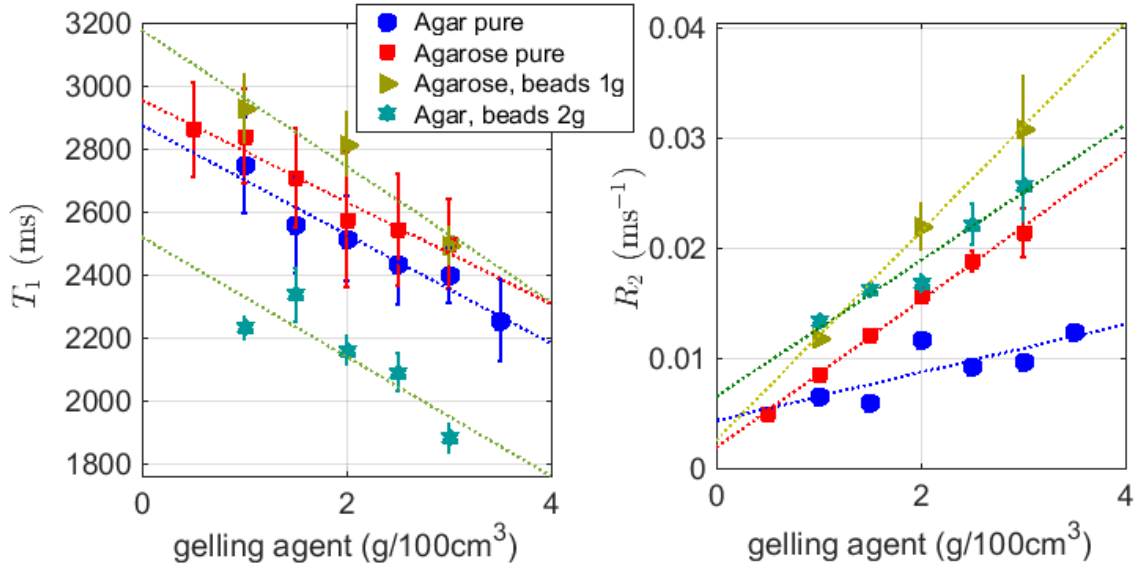 3200
3000
2800
2600
2400
2200
2000
1800
0
2
4
T₁ (ms)
gelling agent (g/100cm³)
Agar pure
Agarose pure
Agarose, beads 1g
Agar, beads 2g
0.04
0.03
0.02
0.01
0
0
2
4
R₂ (ms⁻¹)
gelling agent (g/100cm³)